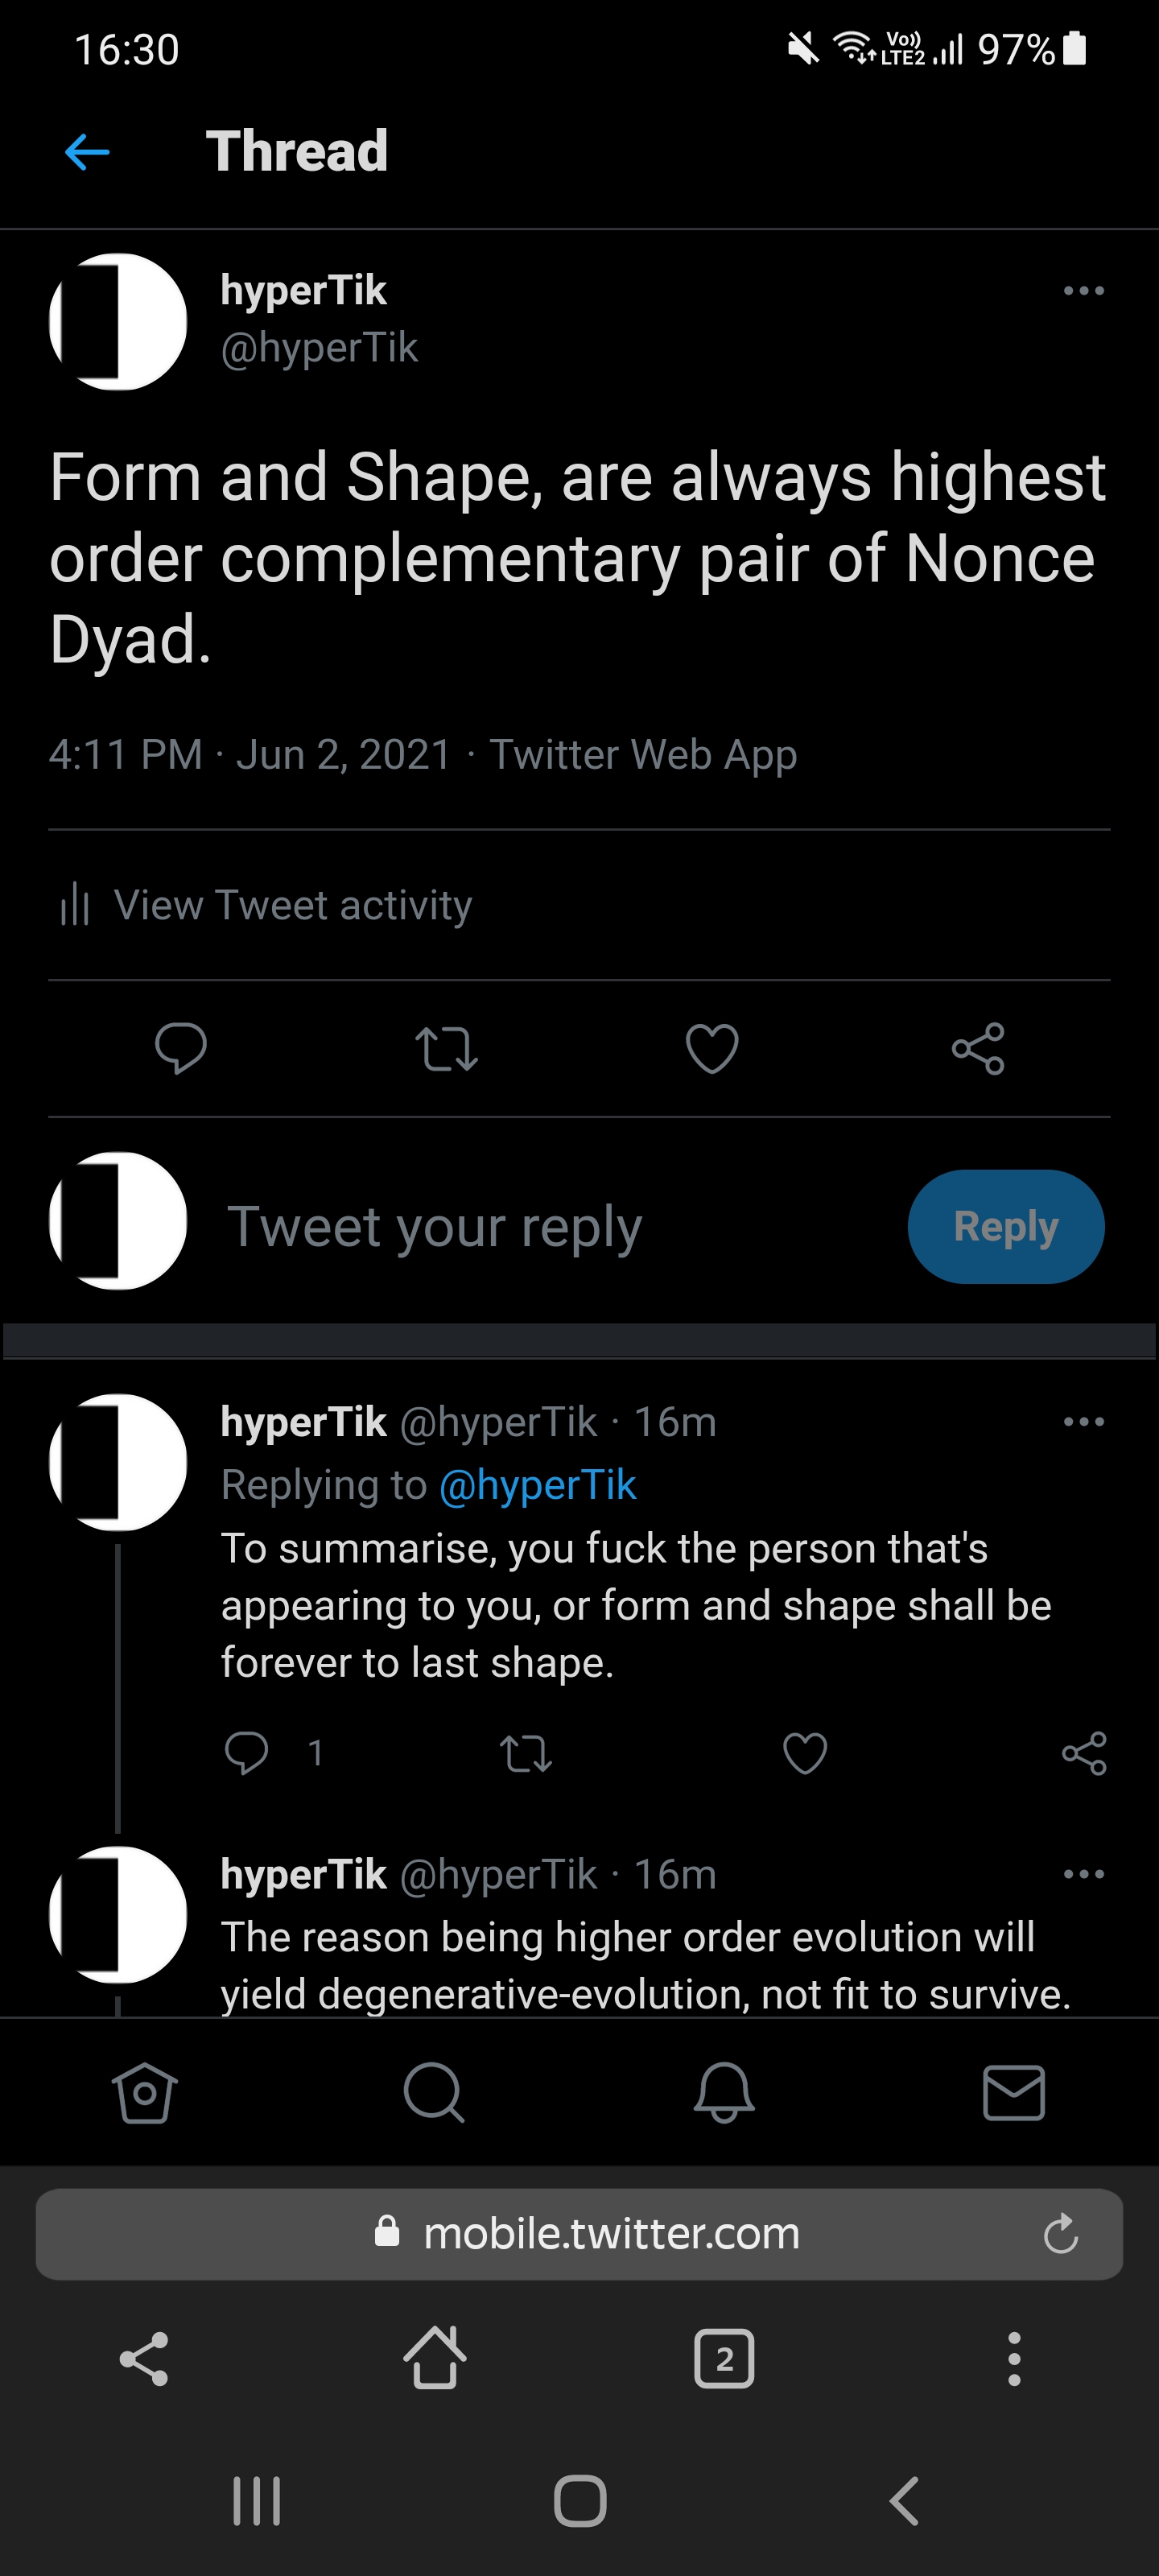 16:30
Vo)) LTE2 97%
Thread
hyperTik
@hyperTik
Form and Shape, are always highest
order complementary pair of Nonce
Dyad.
4:11 PM · Jun 2, 2021 · Twitter Web App
View Tweet activity
Tweet your reply
Reply
hyperTik @hyperTik · 16m
Replying to @hyperTik
To summarise, you fuck the person that's
appearing to you, or form and shape shall be
forever to last shape.
1
hyperTik @hyperTik · 16m
The reason being higher order evolution will
yield degenerative-evolution, not fit to survive.
mobile.twitter.com
2